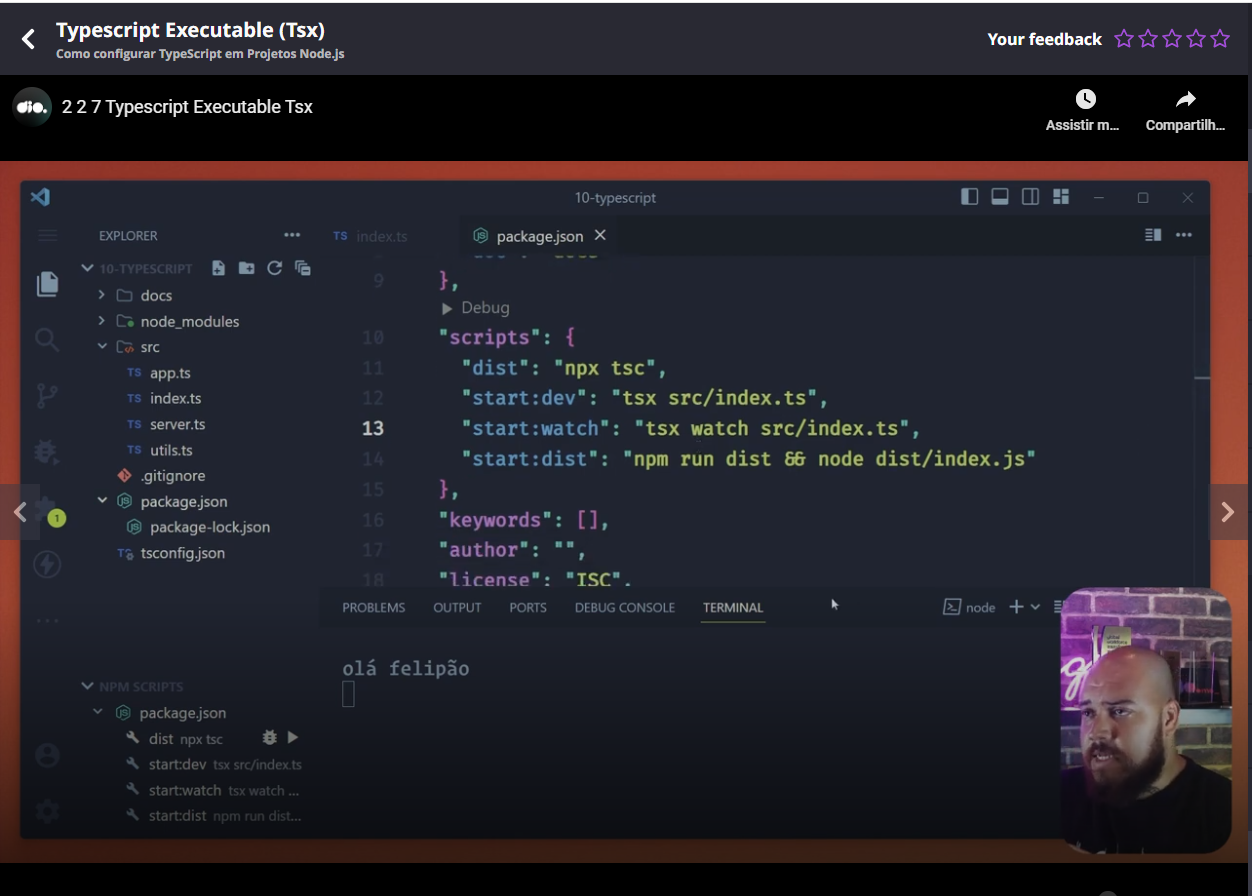 Typescript Executable (Tsx)
Como configurar TypeScript em Projetos Node.js
Your feedback
dio.
2 2 7 Typescript Executable Tsx
Assistir m...
Compartilh...
10-typescript
EXPLORER
TS index.ts
package.json
10-TYPESCRIPT
docs
node_modules
src
TS app.ts
TS index.ts
TS server.ts
TS utils.ts
.gitignore
package.json
package-lock.json
tsconfig.json
1
9 },
Debug
10 "scripts": {
11 "dist": "npx tsc",
12 "start:dev": "tsx src/index.ts",
13 "start:watch": "tsx watch src/index.ts",
14 "start:dist": "npm run dist && node dist/index.js"
15 },
16 "keywords": [],
17 "author": "",
18 "license": "ISC",
PROBLEMS OUTPUT PORTS DEBUG CONSOLE TERMINAL
node
olá felipão
NPM SCRIPTS
package.json
dist npx tsc
start:dev tsx src/index.ts
start:watch tsx watch ...
start:dist npm run dist...